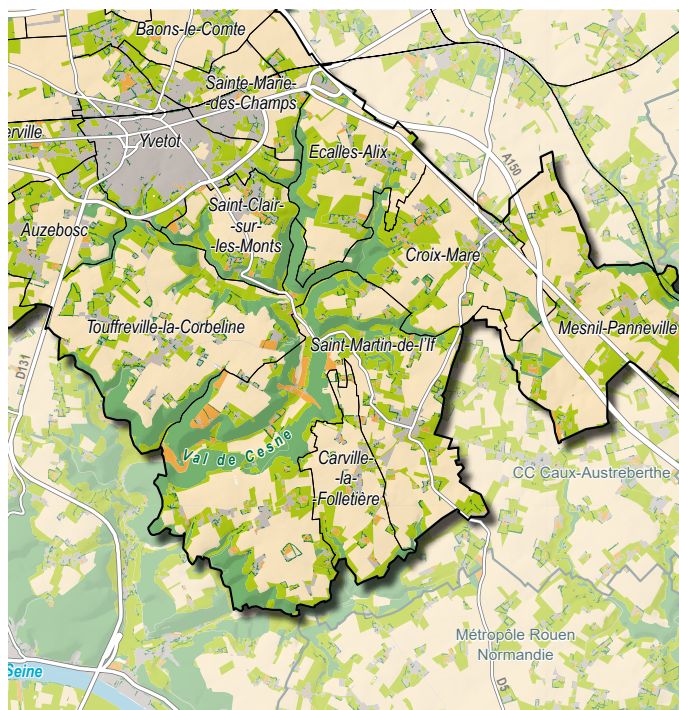 Baons-le-Comte
Sainte-Marie-
-des-Champs
erville
Yvetot
Ecalles-Alix
A150
Saint-Clair-
-sur-
-les-Monts
Auzebosc
Croix-Mare
Touffreville-la-Corbeline
Mesnil-Panneville
Saint-Martin-de-l'If
D131
Val de Cesne
Carville-
-la-
-Folletière
CC Caux-Austreberthe
Métropôle Rouen
Normandie
Seine
D5